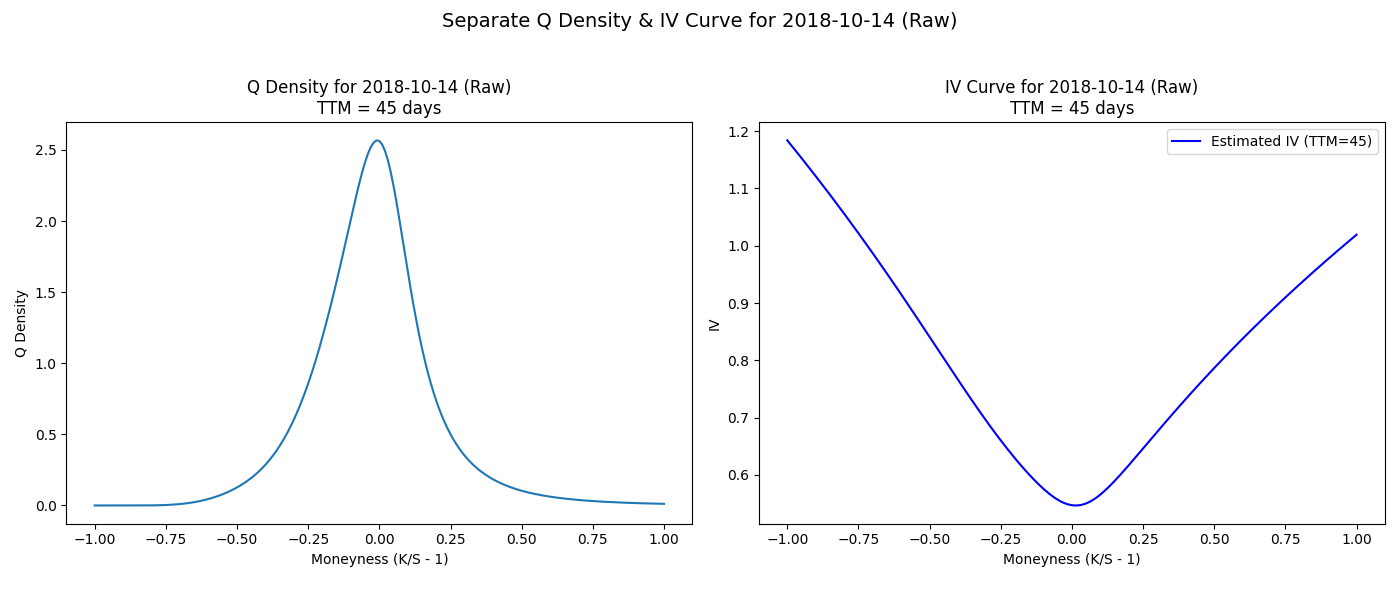 Separate Q Density & IV Curve for 2018-10-14 (Raw)
Q Density for 2018-10-14 (Raw)
TTM = 45 days
Q Density
2.5
2.0
1.5
1.0
0.5
0.0
−1.00 −0.75 −0.50 −0.25 0.00 0.25 0.50 0.75 1.00
Moneyness (K/S - 1)
IV Curve for 2018-10-14 (Raw)
TTM = 45 days
Estimated IV (TTM=45)
IV
1.2
1.1
1.0
0.9
0.8
0.7
0.6
−1.00 −0.75 −0.50 −0.25 0.00 0.25 0.50 0.75 1.00
Moneyness (K/S - 1)